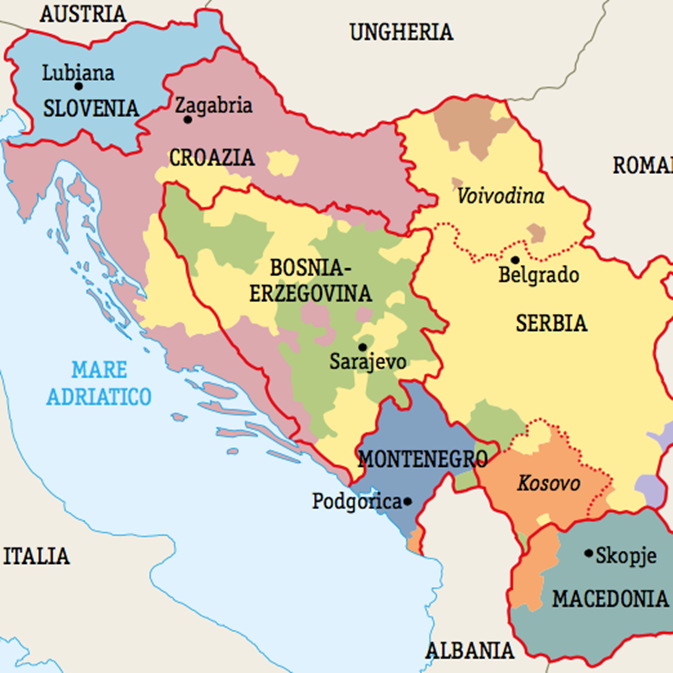 AUSTRIA
UNGHERIA
Lubiana
SLOVENIA
Zagabria
CROAZIA
ROMA
Voivodina
BOSNIA-
ERZEGOVINA
Belgrado
SERBIA
Sarajevo
MARE
ADRIATICO
MONTENEGRO
Kosovo
Podgorica
ITALIA
Skopje
MACEDONIA
ALBANIA